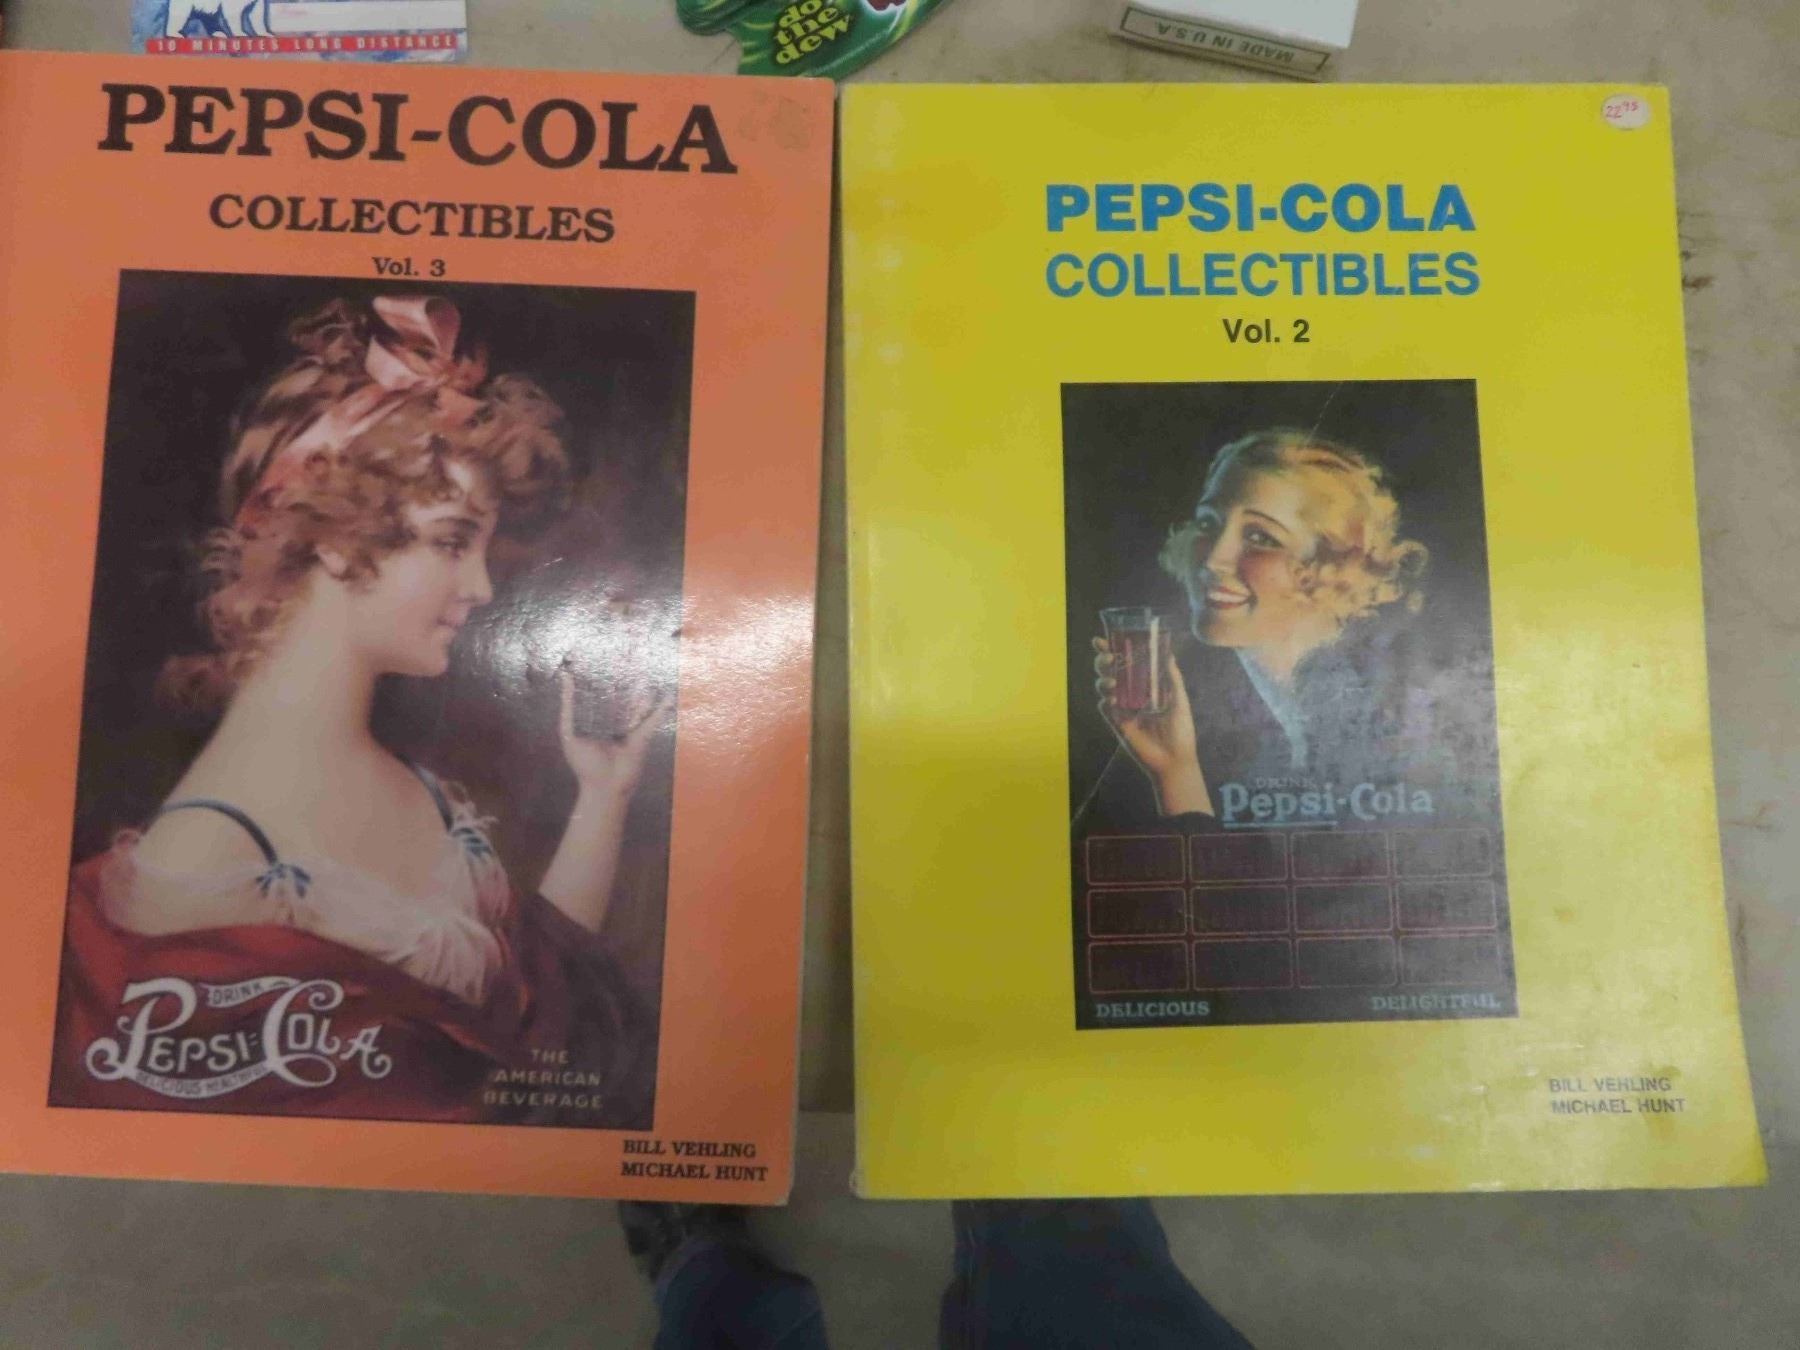 10 MINUTES LONG DISTANCE
do
the
dew
MADE IN U.S.A.
PEPSI-COLA
COLLECTIBLES
Vol. 3
DRINK
PEPSI=COLA
DELICIOUS HEALTHFUL
THE
AMERICAN
BEVERAGE
BILL VEHLING
MICHAEL HUNT
22 95
PEPSI-COLA
COLLECTIBLES
Vol. 2
DRINK
Pepsi-Cola
DELICIOUS DELIGHTFUL
BILL VEHLING
MICHAEL HUNT